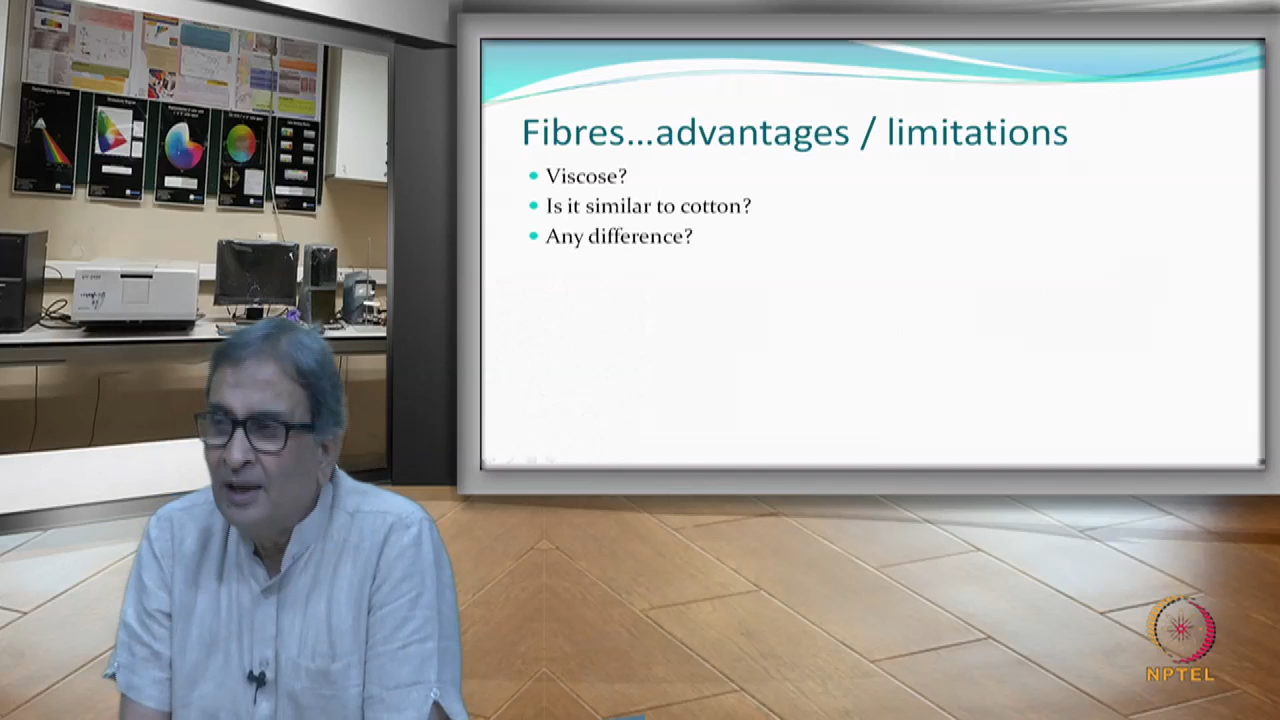 Fibres...advantages / limitations
Viscose?
Is it similar to cotton?
Any difference?
NPTEL